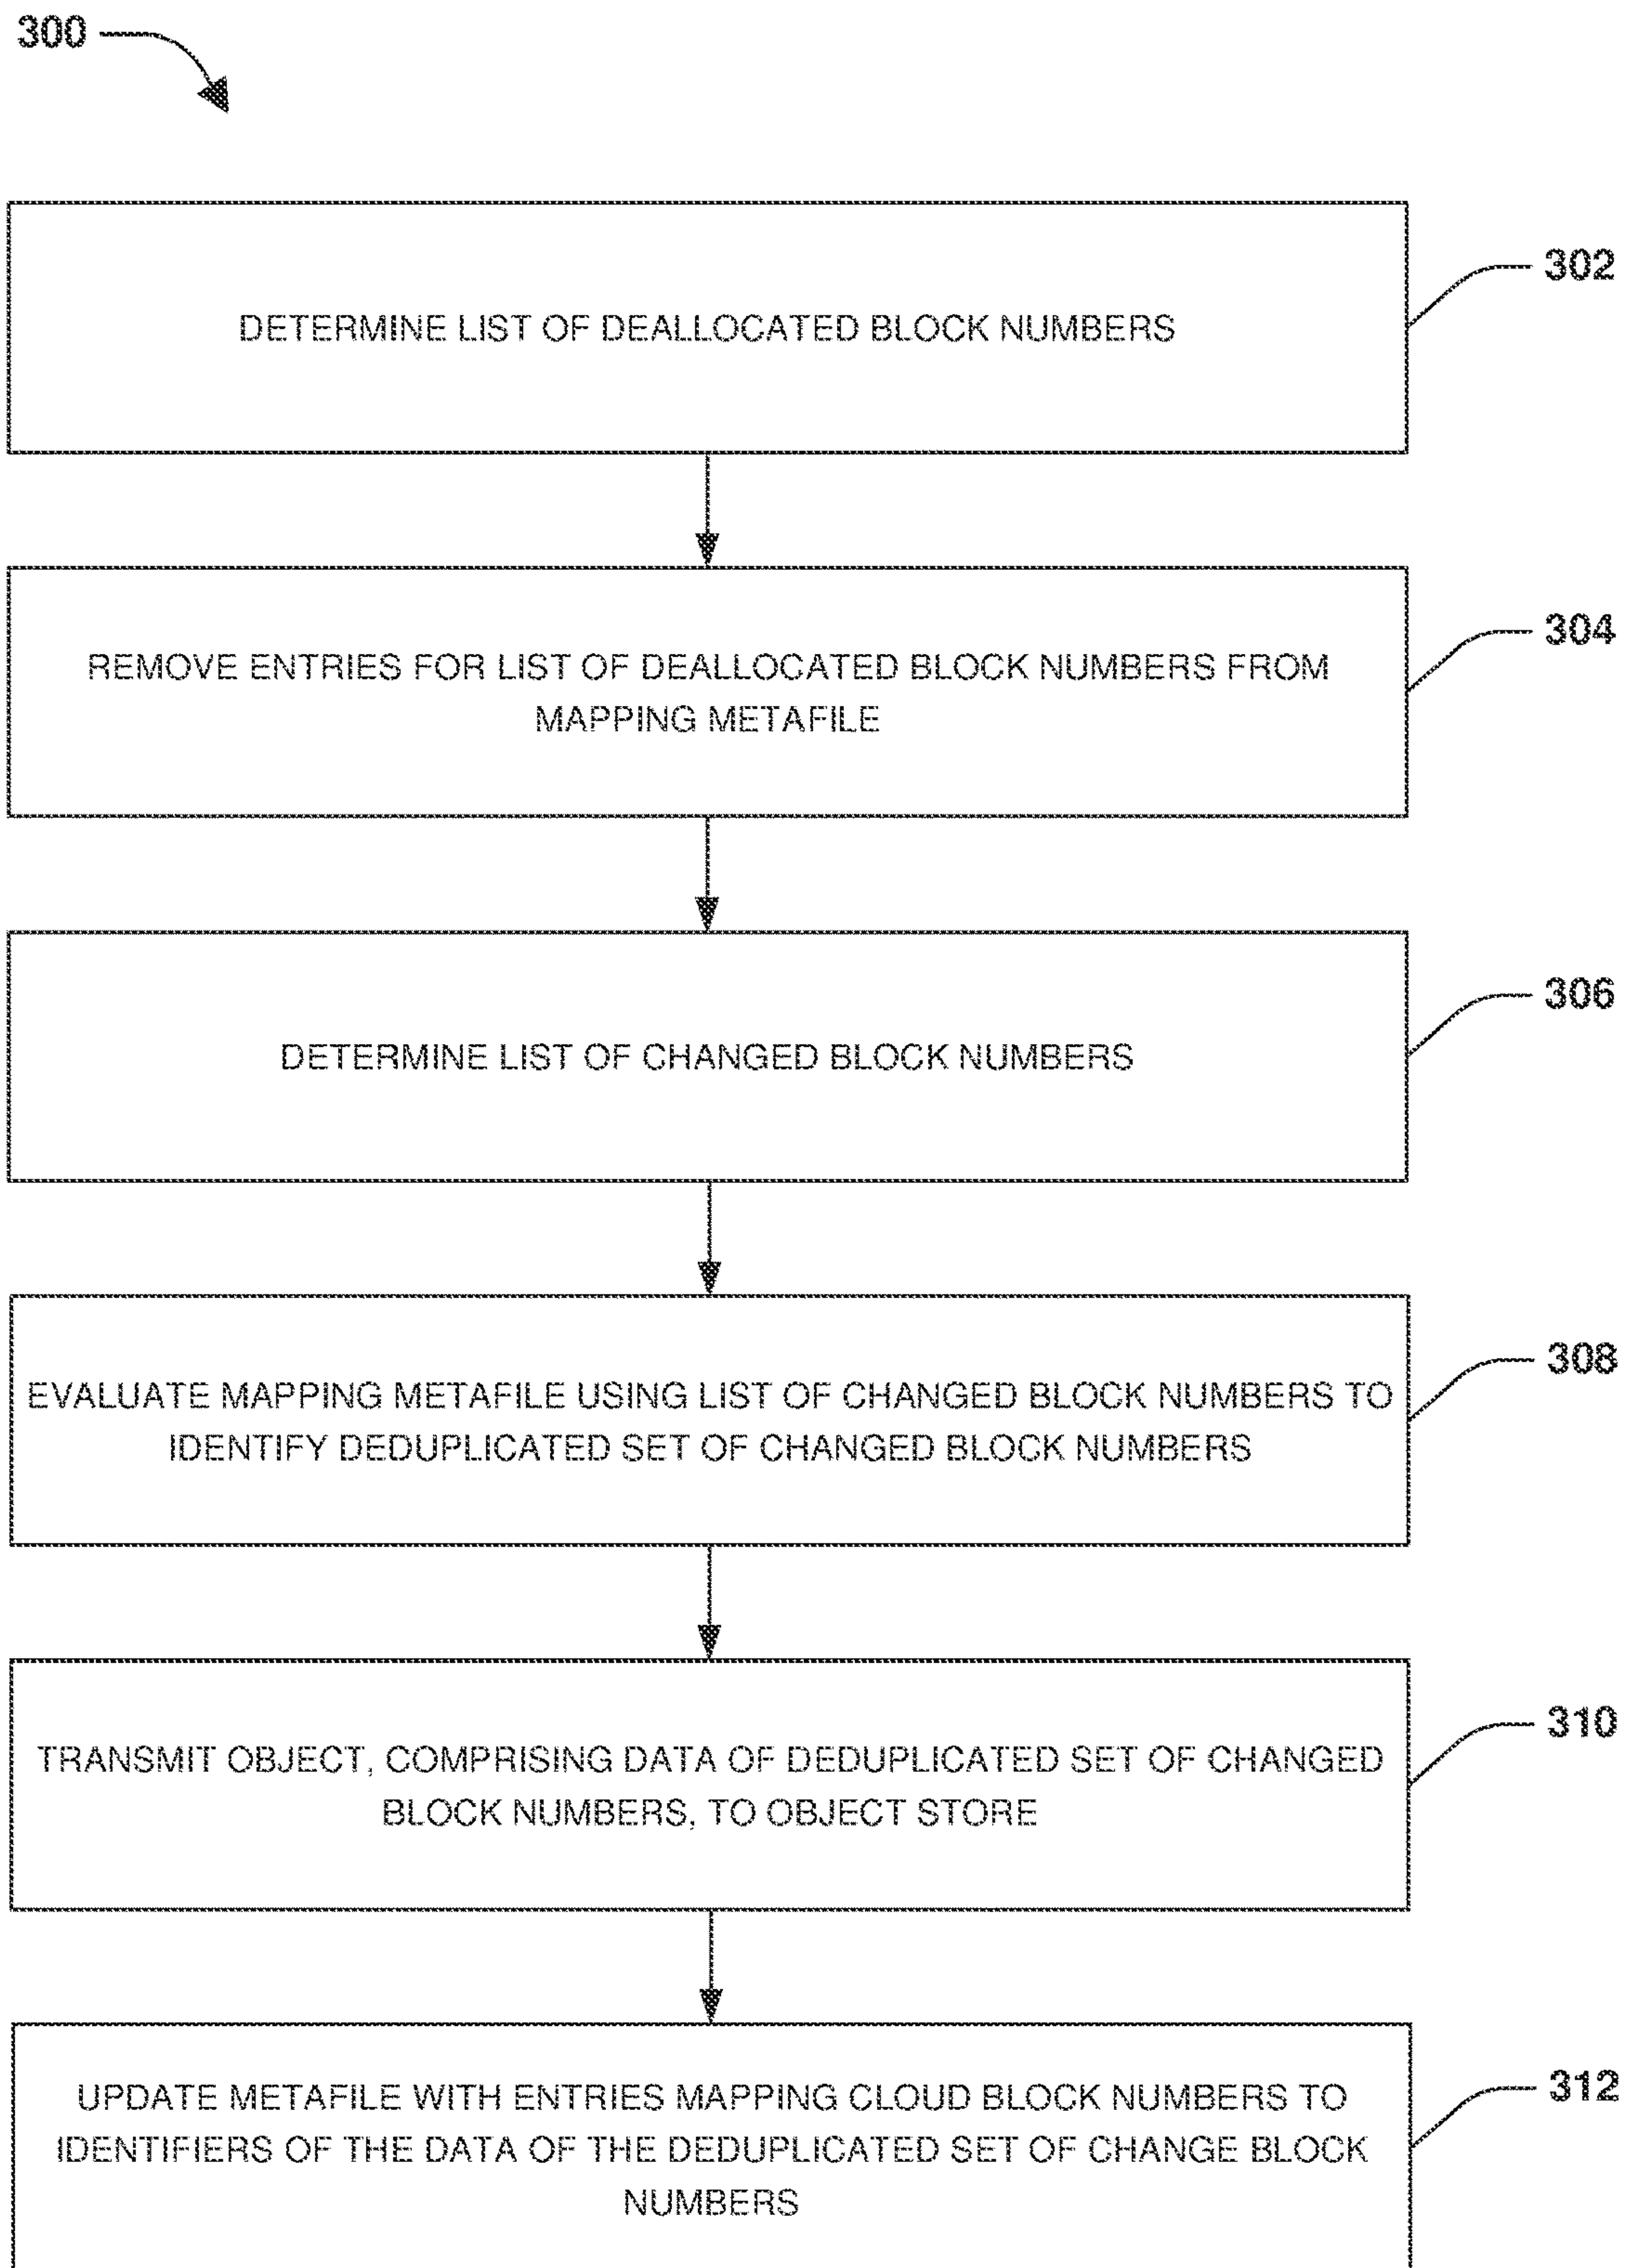 300
DETERMINE LIST OF DEALLOCATED BLOCK NUMBERS
302
REMOVE ENTRIES FOR LIST OF DEALLOCATED BLOCK NUMBERS FROM
MAPPING METAFILE
304
DETERMINE LIST OF CHANGED BLOCK NUMBERS
306
EVALUATE MAPPING METAFILE USING LIST OF CHANGED BLOCK NUMBERS TO
IDENTIFY DEDUPLICATED SET OF CHANGED BLOCK NUMBERS
308
TRANSMIT OBJECT, COMPRISING DATA OF DEDUPLICATED SET OF CHANGED
BLOCK NUMBERS, TO OBJECT STORE
310
UPDATE METAFILE WITH ENTRIES MAPPING CLOUD BLOCK NUMBERS TO
IDENTIFIERS OF THE DATA OF THE DEDUPLICATED SET OF CHANGE BLOCK
NUMBERS
312